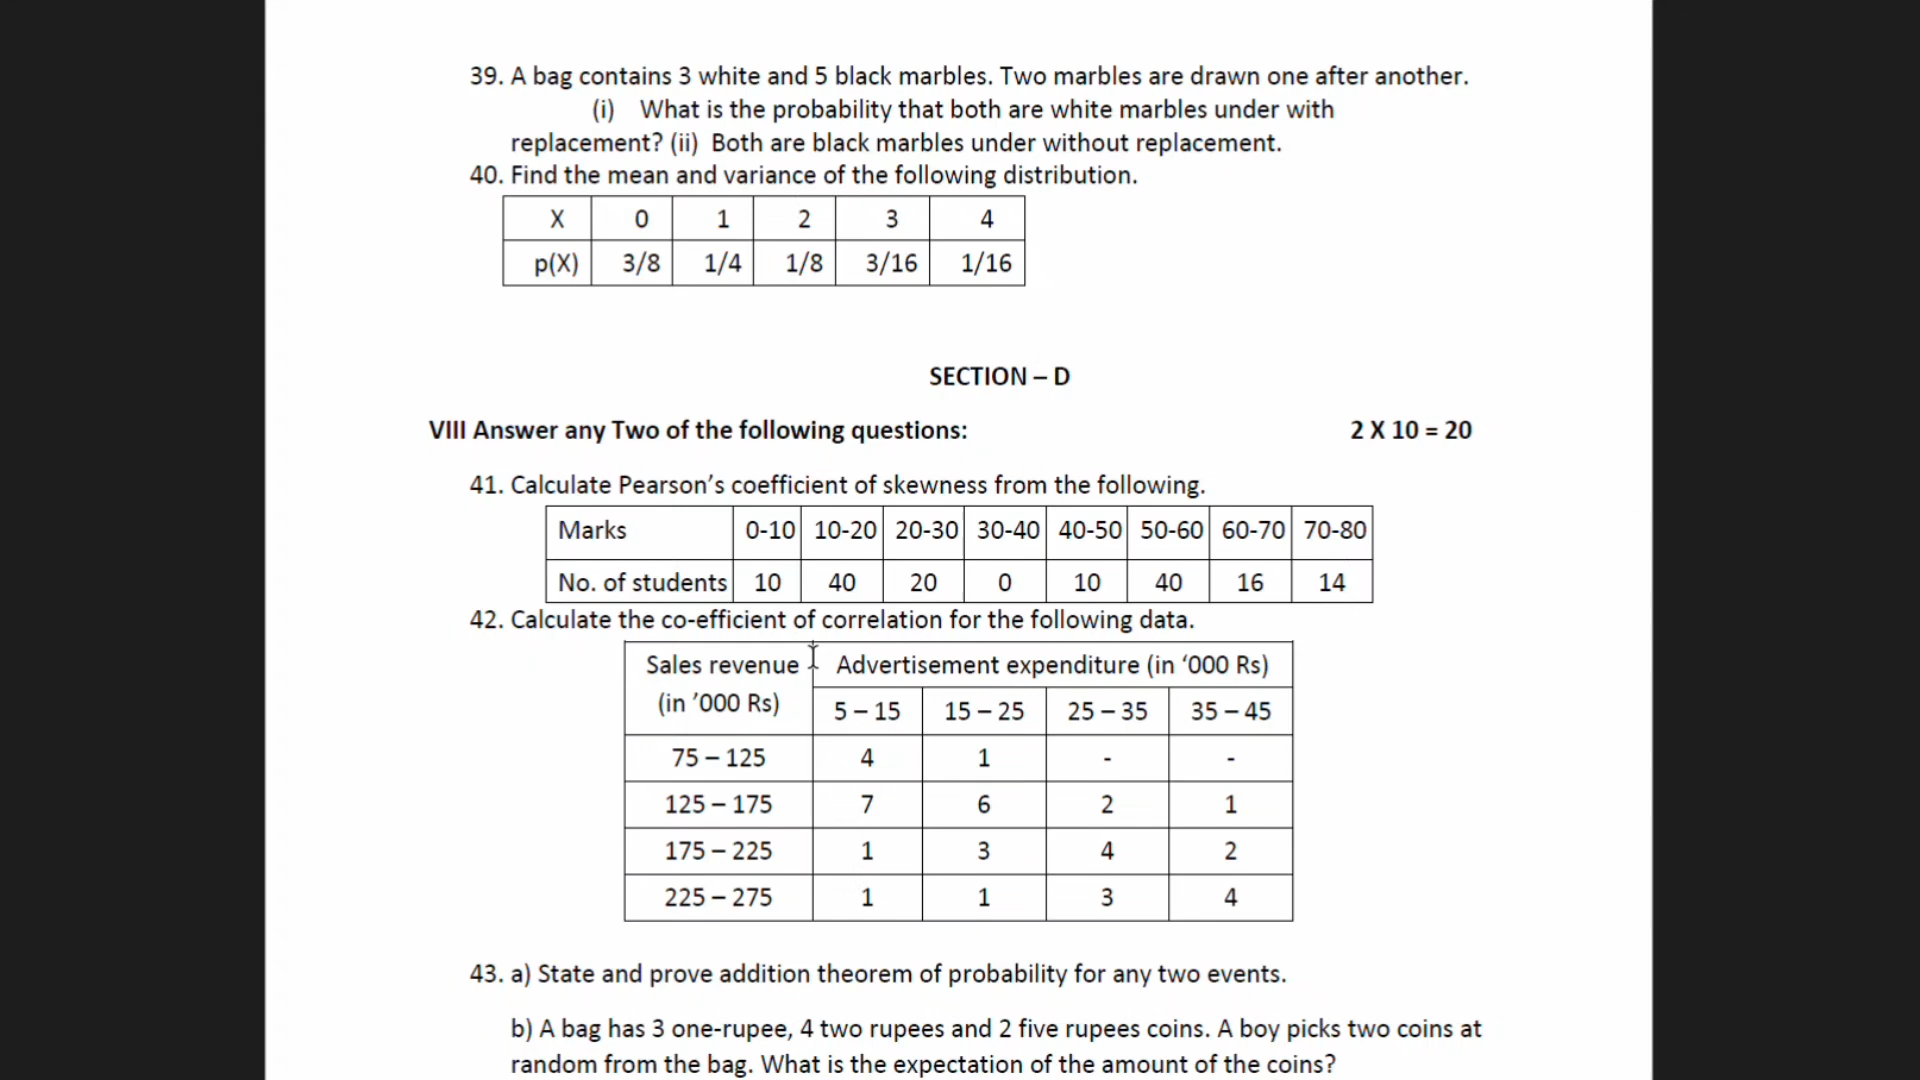 39. A bag contains 3 white and 5 black marbles. Two marbles are drawn one after another.
(i) What is the probability that both are white marbles under with
replacement? (ii) Both are black marbles under without replacement.
40. Find the mean and variance of the following distribution.
X 0 1 2 3 4
p(X) 3/8 1/4 1/8 3/16 1/16
SECTION – D
VIII Answer any Two of the following questions: 2 X 10 = 20
41. Calculate Pearson’s coefficient of skewness from the following.
Marks 0-10 10-20 20-30 30-40 40-50 50-60 60-70 70-80
No. of students 10 40 20 0 10 40 16 14
42. Calculate the co-efficient of correlation for the following data.
Sales revenue Advertisement expenditure (in ‘000 Rs)
(in ’000 Rs) 5 – 15 15 – 25 25 – 35 35 – 45
75 – 125 4 1 - -
125 – 175 7 6 2 1
175 – 225 1 3 4 2
225 – 275 1 1 3 4
43. a) State and prove addition theorem of probability for any two events.
b) A bag has 3 one-rupee, 4 two rupees and 2 five rupees coins. A boy picks two coins at
random from the bag. What is the expectation of the amount of the coins?